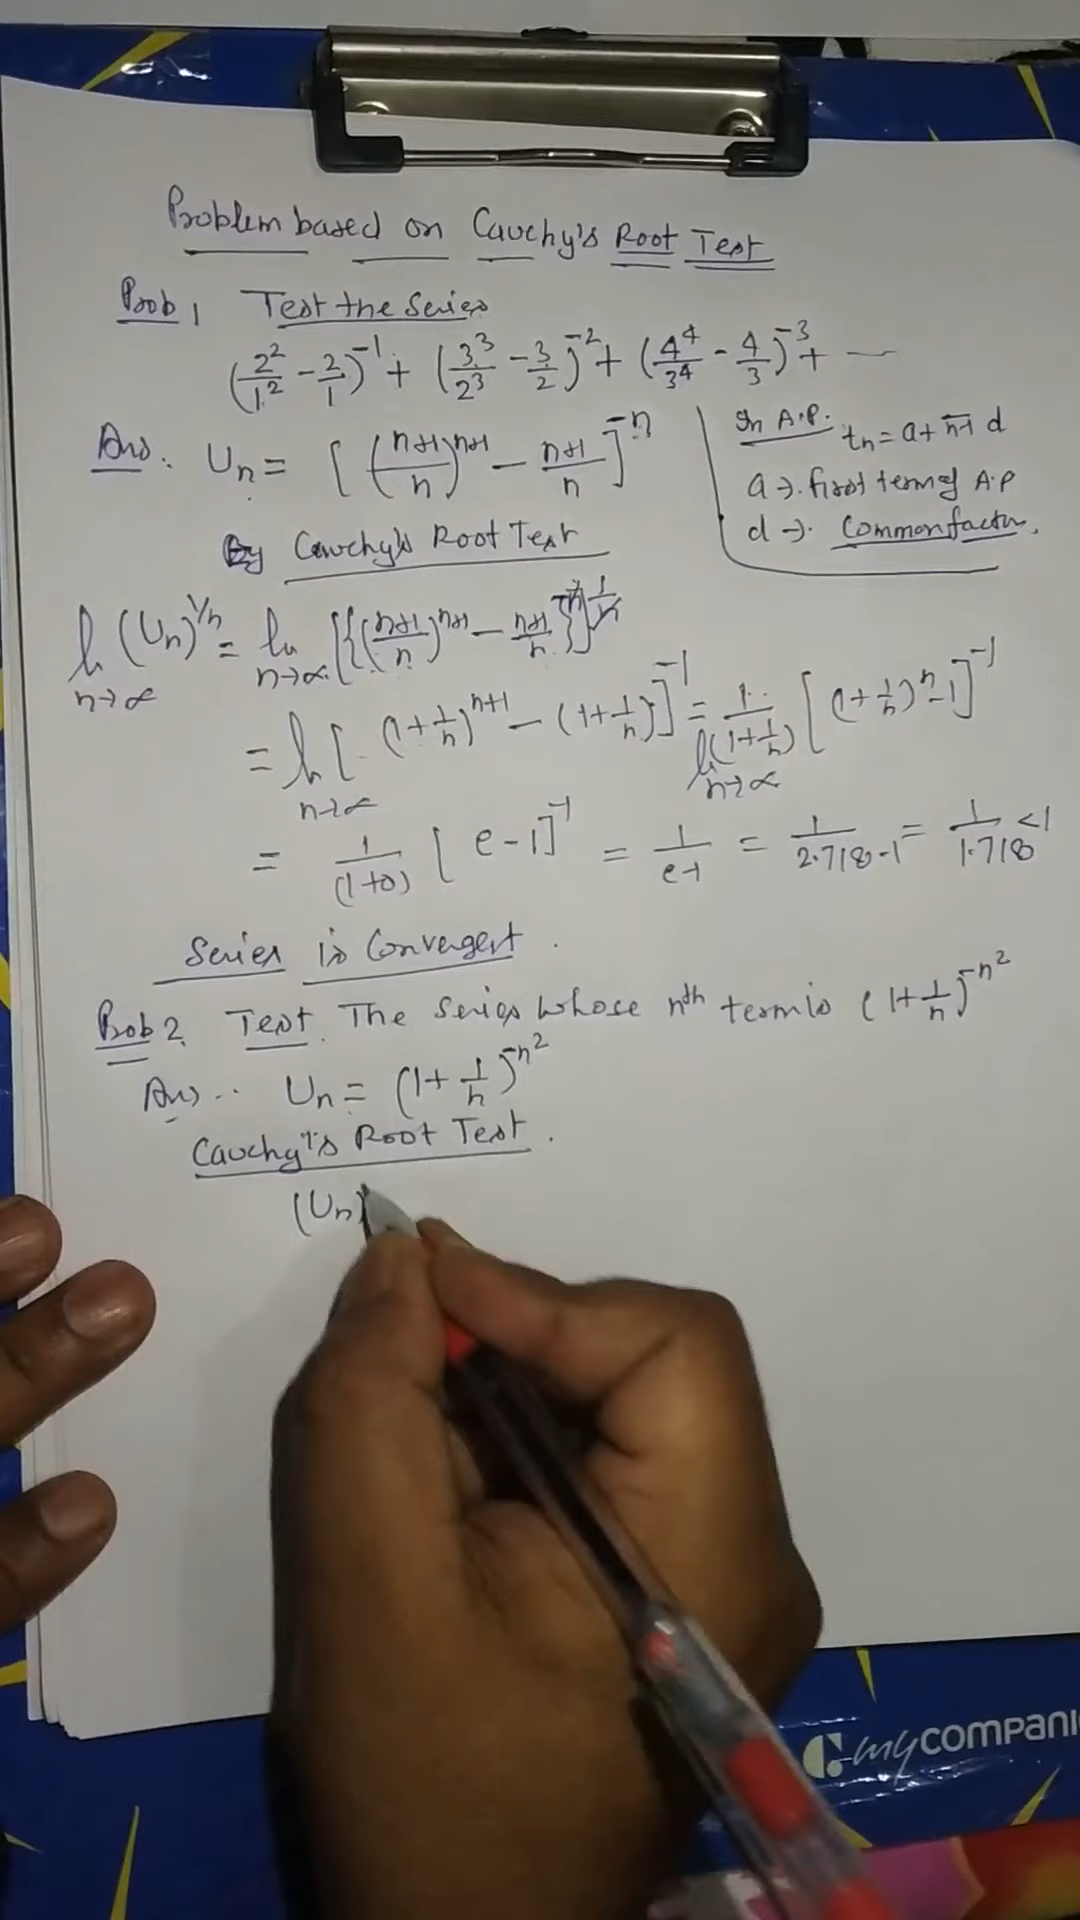 Problem based on Cauchy's Root Test
Prob 1 Test the Series
(2²/1² - 2/1)⁻¹ + (3³/2³ - 3/2)⁻² + (4⁴/3⁴ - 4/3)⁻³ + —
Ans. Un = [((n+1)/n)ⁿ⁺¹ - (n+1)/n]⁻ⁿ
In A.P. tn = a + n-1 d
a → first term of A.P
d → Common factor.
By Cauchy's Root Test
lim n→∞ (Un)^1/n = lim n→∞ [{((n+1)/n)ⁿ⁺¹ - (n+1)/n}⁻ⁿ]^1/n
= lim n→∞ [(1+1/n)ⁿ⁺¹ - (1+1/n)]⁻¹ = lim n→∞ 1/(1+1/n) [(1+1/n)ⁿ - 1]⁻¹
= 1/(1+0) [e-1]⁻¹ = 1/(e-1) = 1/(2.718-1) = 1/1.718 < 1
Series is Convergent.
Prob 2. Test The Series whose nth term is (1+1/n)^-n²
Ans.. Un = (1+1/n)^-n²
Cauchy's Root Test.
(Un)
mycompani